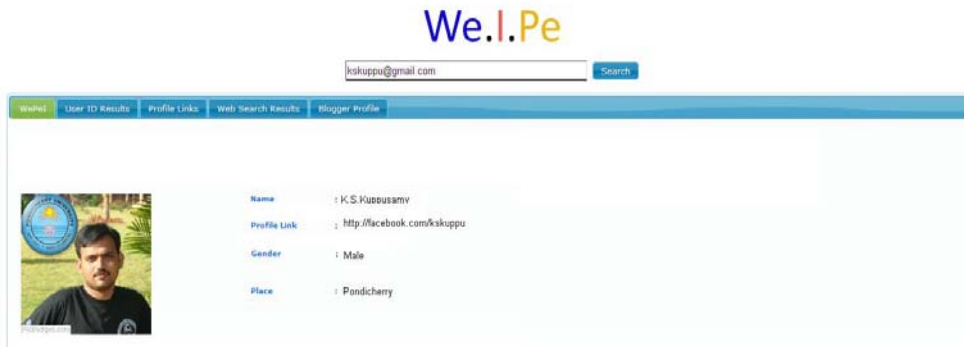 We.I.Pe
kskuppu@gmail.com Search
WePeI User ID Results Profile Links Web Search Results Blogger Profile
Name : K.S.Kuppusamy
Profile Link : http://facebook.com/kskuppu
Gender : Male
Place : Pondicherry